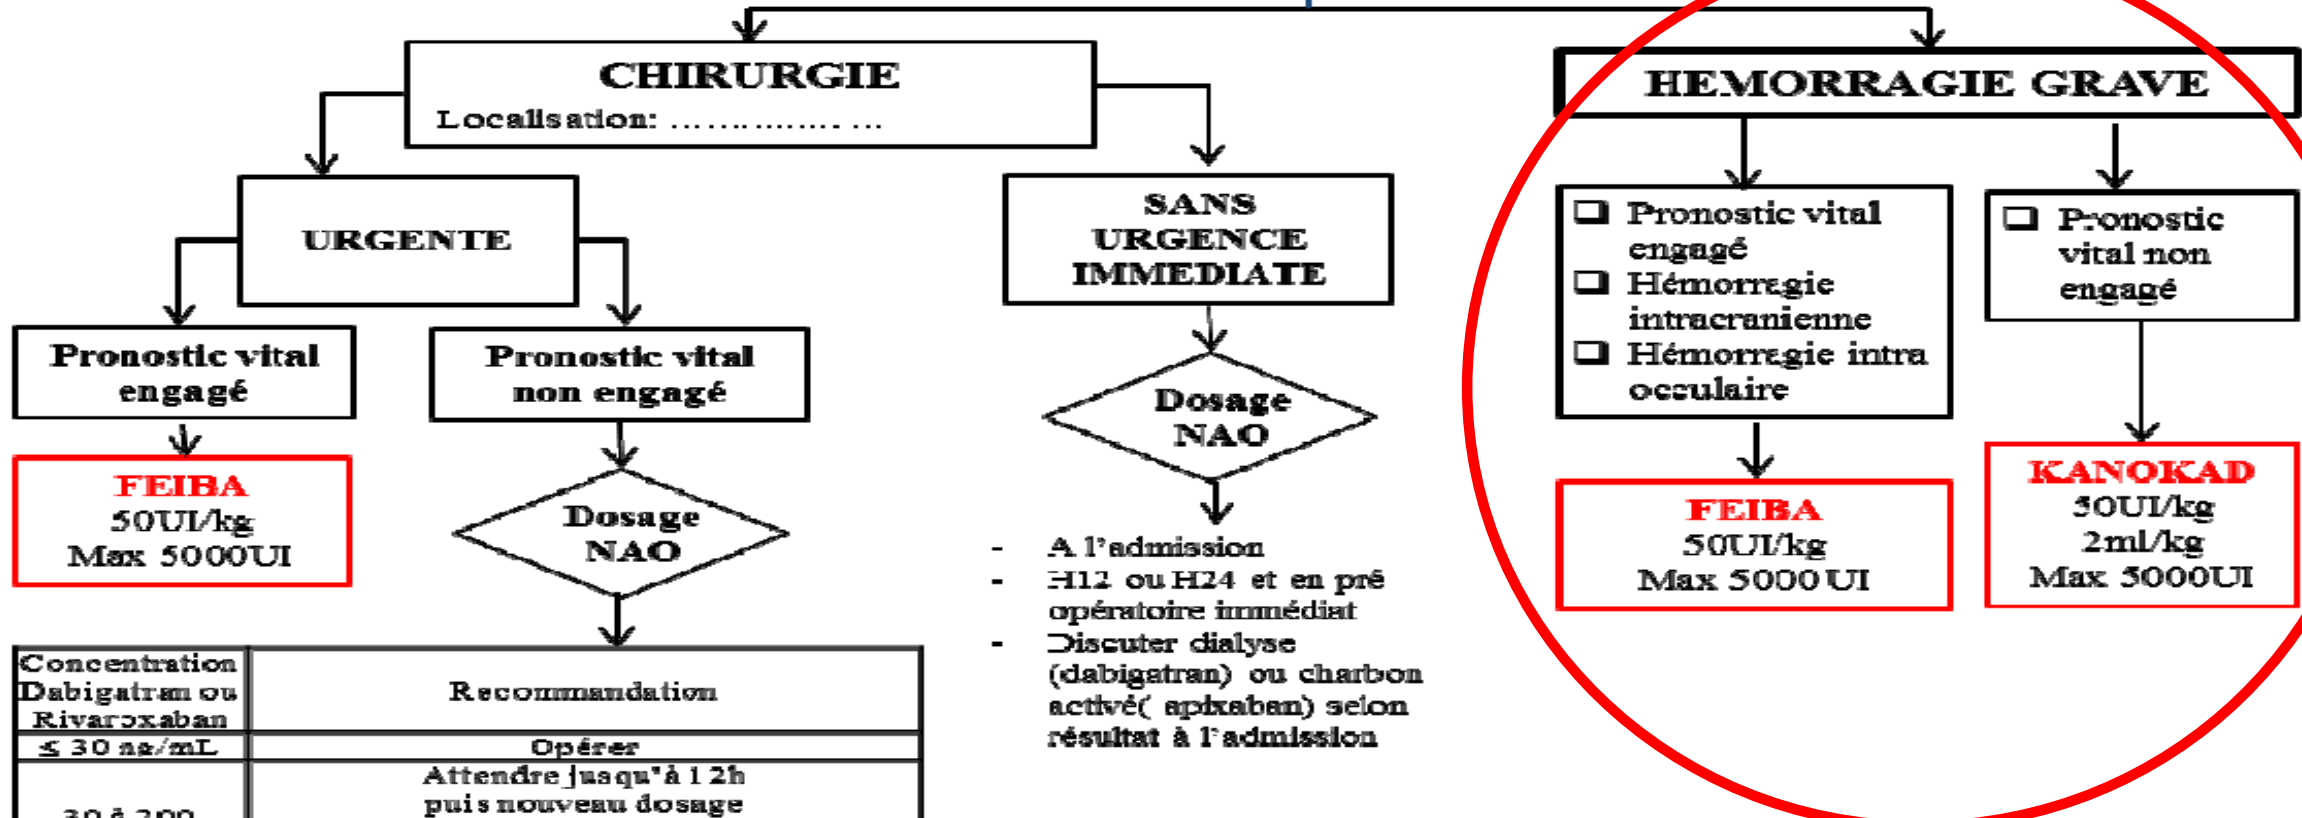 CHIRURGIE
Localisation: ...................
URGENTE
Pronostic vital
engagé
FEIBA
50UI/kg
Max 5000UI
Pronostic vital
non engagé
Dosage
NAO
Concentration
Dabigatran ou
Rivaroxaban
Recommandation
≤ 30 ng/mL
Opérer
Attendre jusqu'à 12h
puis nouveau dosage
SANS
URGENCE
IMMEDIATE
Dosage
NAO
- A l'admission
- H12 ou H24 et en pré
opératoire immédiat
- Discuter dialyse
(dabigatran) ou charbon
activé( apixaban) selon
résultat à l'admission
HEMORRAGIE GRAVE
❑ Pronostic vital
engagé
❑ Hémorragie
intracranienne
❑ Hémorragie intra
occulaire
FEIBA
50UI/kg
Max 5000 UI
❑ Pronostic
vital non
engagé
KANOKAD
50UI/kg
2ml/kg
Max 5000UI